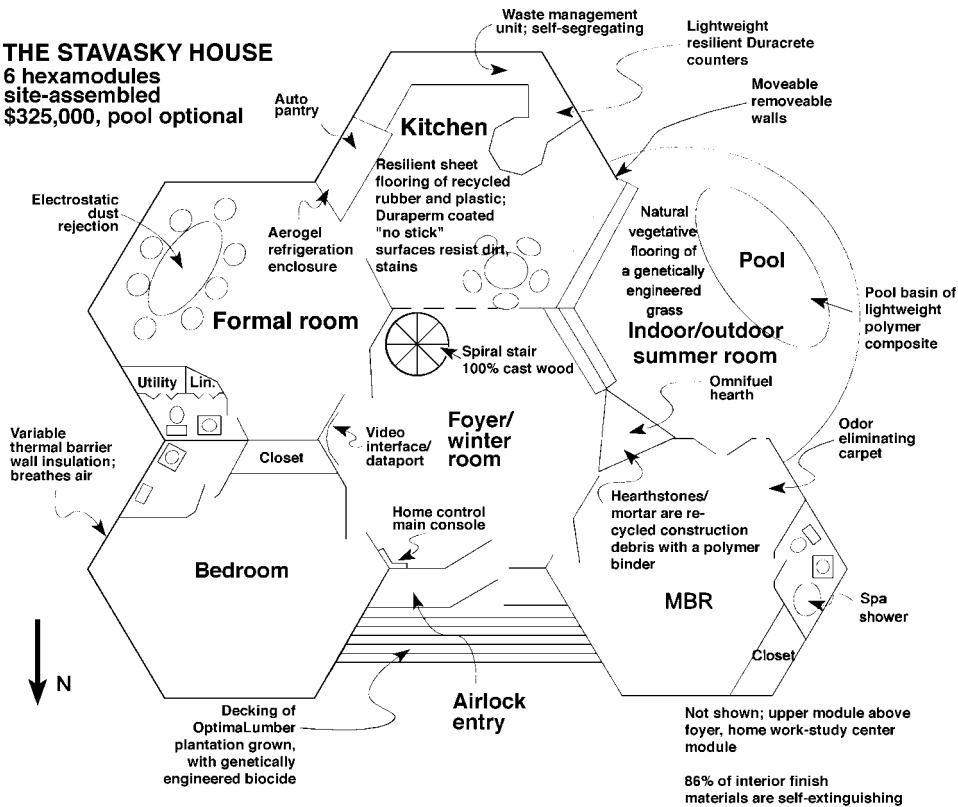 THE STAVASKY HOUSE
6 hexamodules
site-assembled
$325,000, pool optional
Waste management
unit; self-segregating
Lightweight
resilient Duracrete
counters
Moveable
removeable
walls
Auto
pantry
Kitchen
Resilient sheet
flooring of recycled
rubber and plastic;
Duraperm coated
"no stick"
surfaces resist dirt,
stains
Electrostatic
dust
rejection
Aerogel
refrigeration
enclosure
Natural
vegetative
flooring of
a genetically
engineered
grass
Pool
Pool basin of
lightweight
polymer
composite
Formal room
Indoor/outdoor
summer room
Spiral stair
100% cast wood
Utility
Lin.
Omnifuel
hearth
Foyer/
winter
room
Video
interface/
dataport
Odor
eliminating
carpet
Variable
thermal barrier
wall insulation;
breathes air
Closet
Hearthstones/
mortar are re-
cycled construction
debris with a polymer
binder
Home control
main console
Bedroom
MBR
Spa
shower
Closet
N
Airlock
entry
Decking of
OptimaLumber
plantation grown,
with genetically
engineered biocide
Not shown; upper module above
foyer, home work-study center
module
86% of interior finish
materials are self-extinguishing